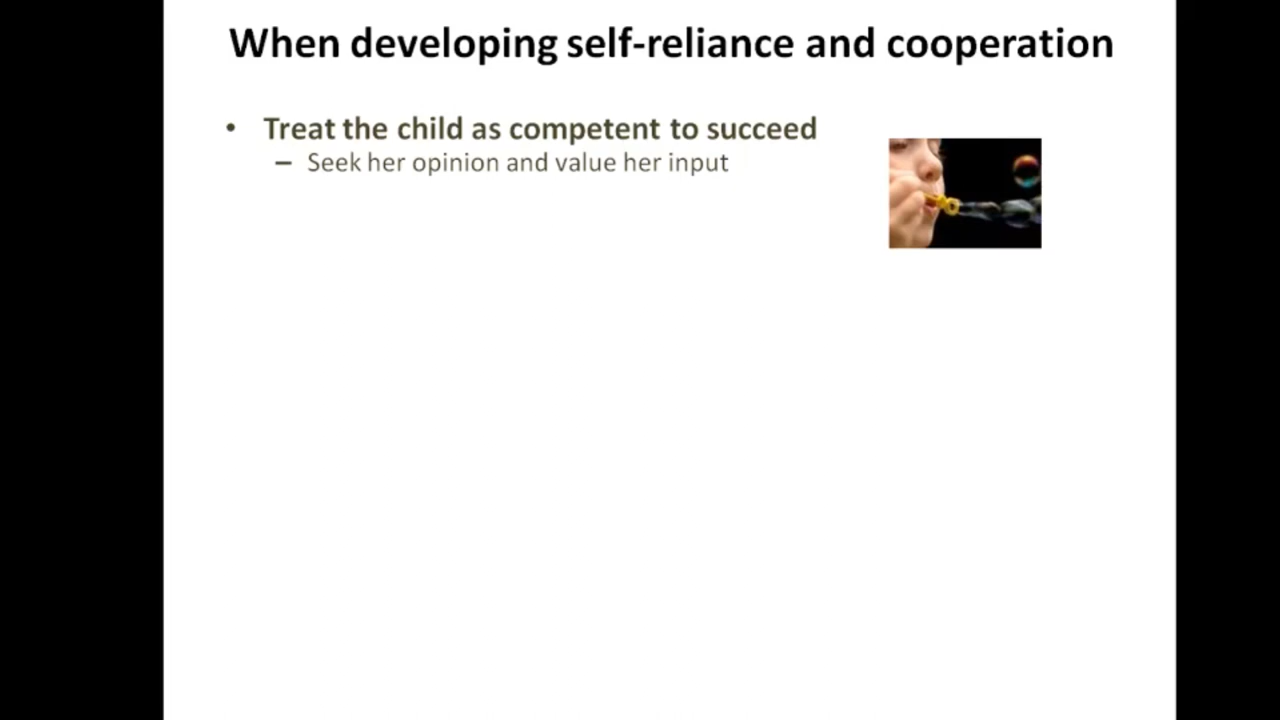 When developing self-reliance and cooperation
• Treat the child as competent to succeed
– Seek her opinion and value her input